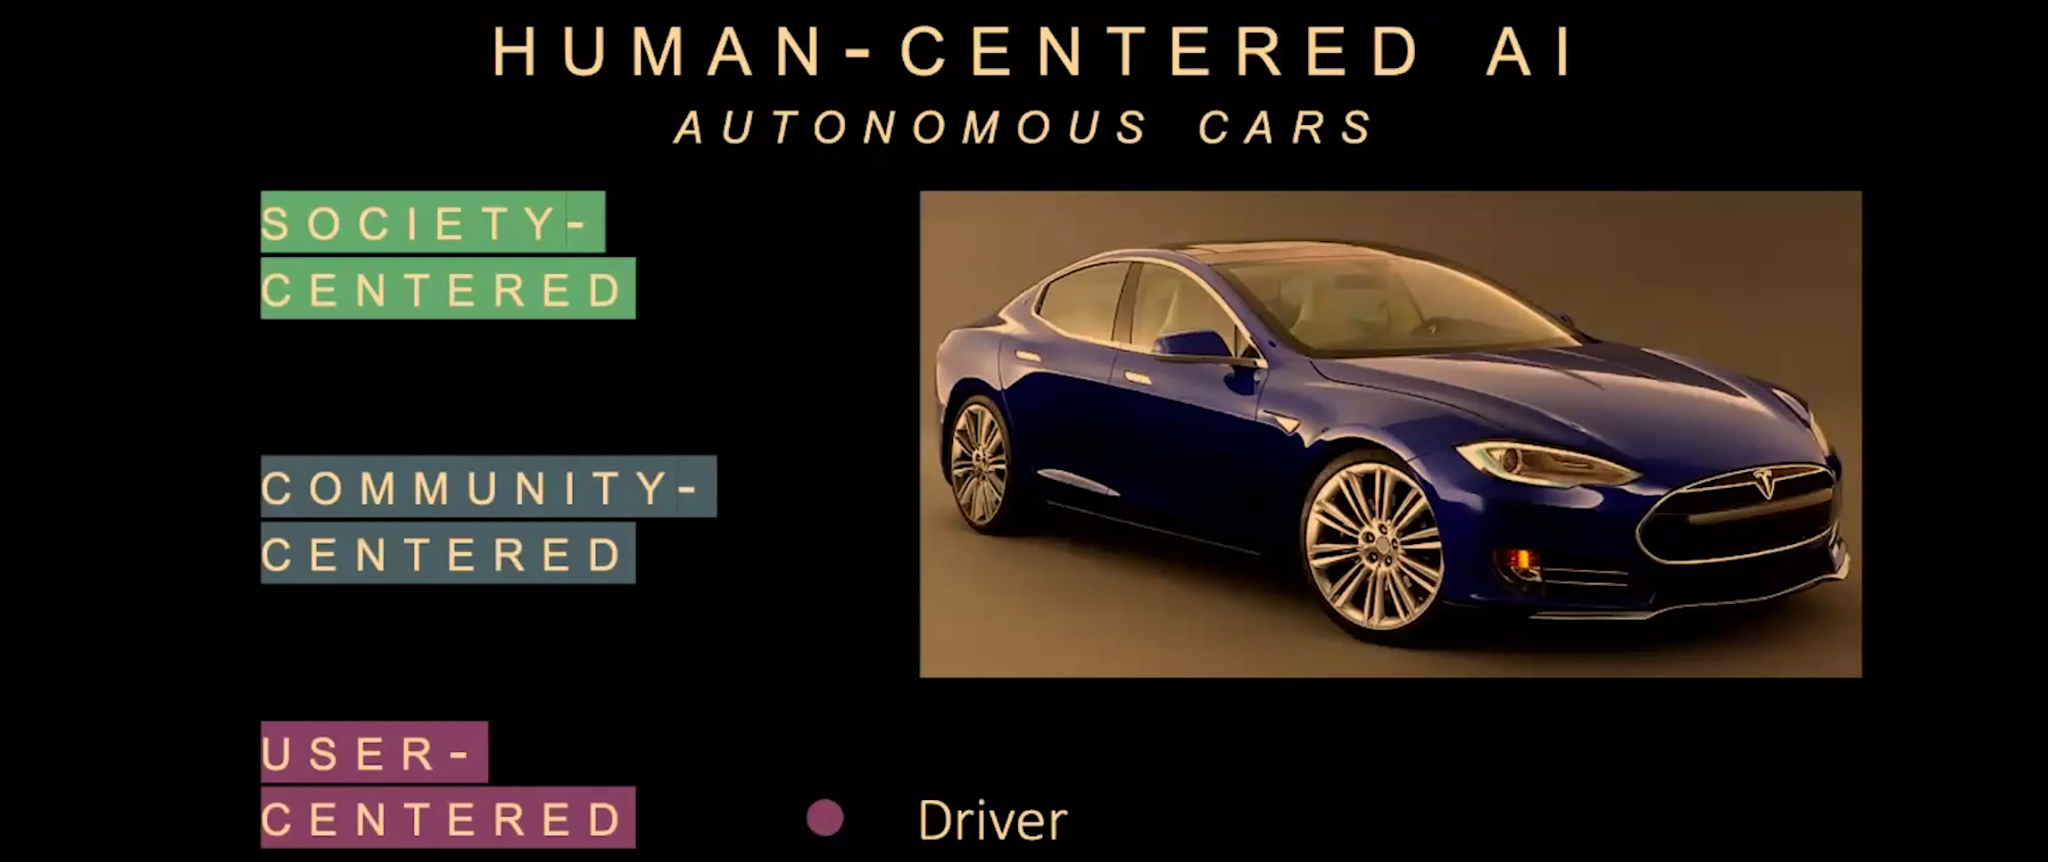 HUMAN-CENTERED AI
AUTONOMOUS CARS
SOCIETY-
CENTERED
COMMUNITY-
CENTERED
USER-
CENTERED
Driver